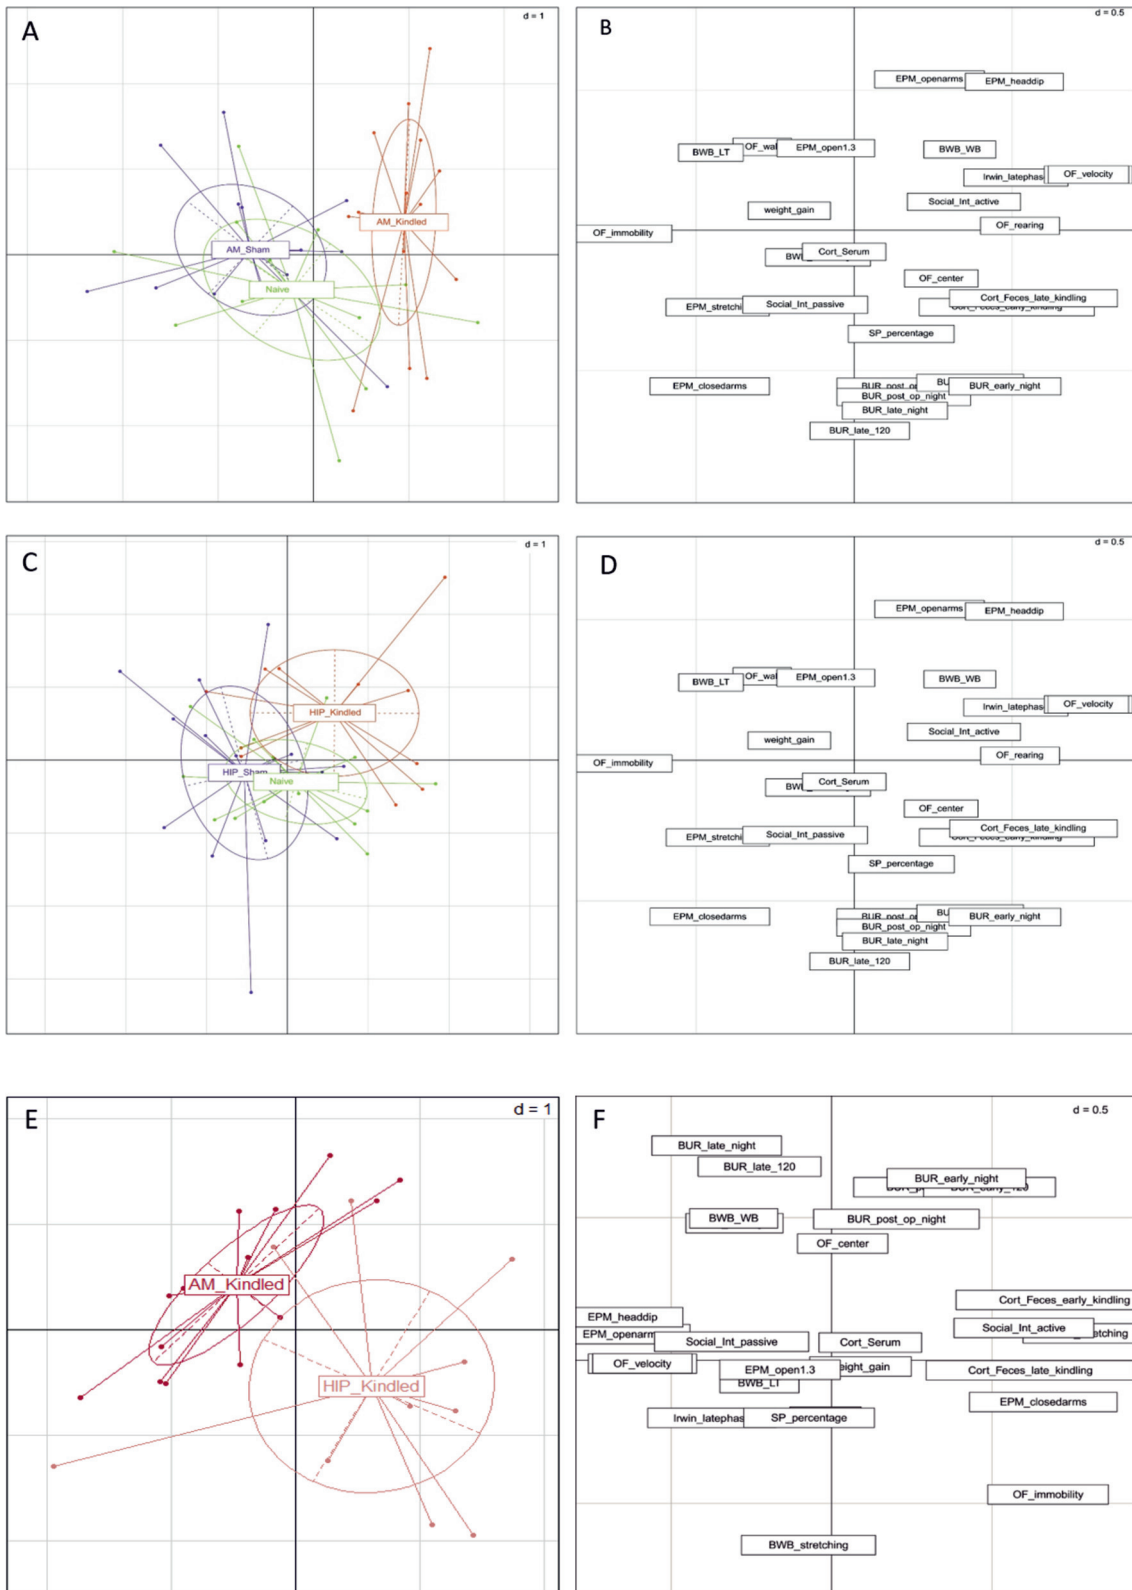 A
d = 1
AM_Kindled
AM_Sham
Naive
B
d = 0.5
EPM_openarms
EPM_headdip
BWB_LT
EPM_open1.3
BWB_WB
OF_velocity
Social_Int_active
weight_gain
OF_rearing
OF_immobility
Cort_Serum
OF_center
Cort_Feces_late_kindling
Cort_Feces_early_kindling
Social_Int_passive
SP_percentage
EPM_closedarms
BUR_early_night
BUR_post_op_night
BUR_late_night
BUR_late_120
C
d = 1
HIP_Kindled
HIP_Sham
Naive
D
d = 0.5
EPM_openarms
EPM_headdip
BWB_LT
EPM_open1.3
BWB_WB
OF_velocity
Social_Int_active
weight_gain
OF_rearing
OF_immobility
Cort_Serum
OF_center
Cort_Feces_late_kindling
Cort_Feces_early_kindling
Social_Int_passive
SP_percentage
EPM_closedarms
BUR_early_night
BUR_post_op_night
BUR_late_night
BUR_late_120
E
d = 1
AM_Kindled
HIP_Kindled
F
d = 0.5
BUR_late_night
BUR_late_120
BUR_early_night
BWB_WB
BUR_post_op_night
OF_center
Cort_Feces_early_kindling
EPM_headdip
Social_Int_active
Social_Int_passive
Cort_Serum
OF_velocity
EPM_open1.3
Cort_Feces_late_kindling
BWB_LT
EPM_closedarms
SP_percentage
OF_immobility
BWB_stretching